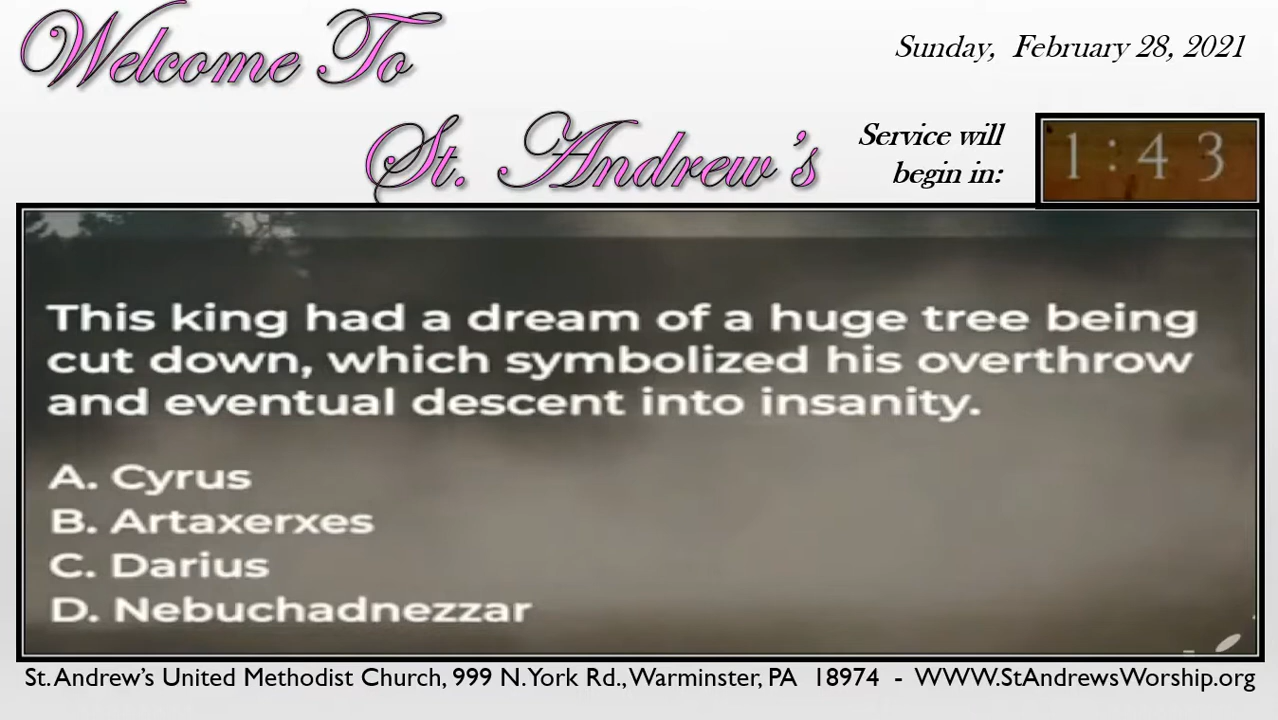 Welcome To
Sunday, February 28, 2021
St. Andrew's
Service will
begin in:
1:43
This king had a dream of a huge tree being
cut down, which symbolized his overthrow
and eventual descent into insanity.
A. Cyrus
B. Artaxerxes
C. Darius
D. Nebuchadnezzar
St. Andrew's United Methodist Church, 999 N. York Rd., Warminster, PA 18974 - WWW.StAndrewsWorship.org